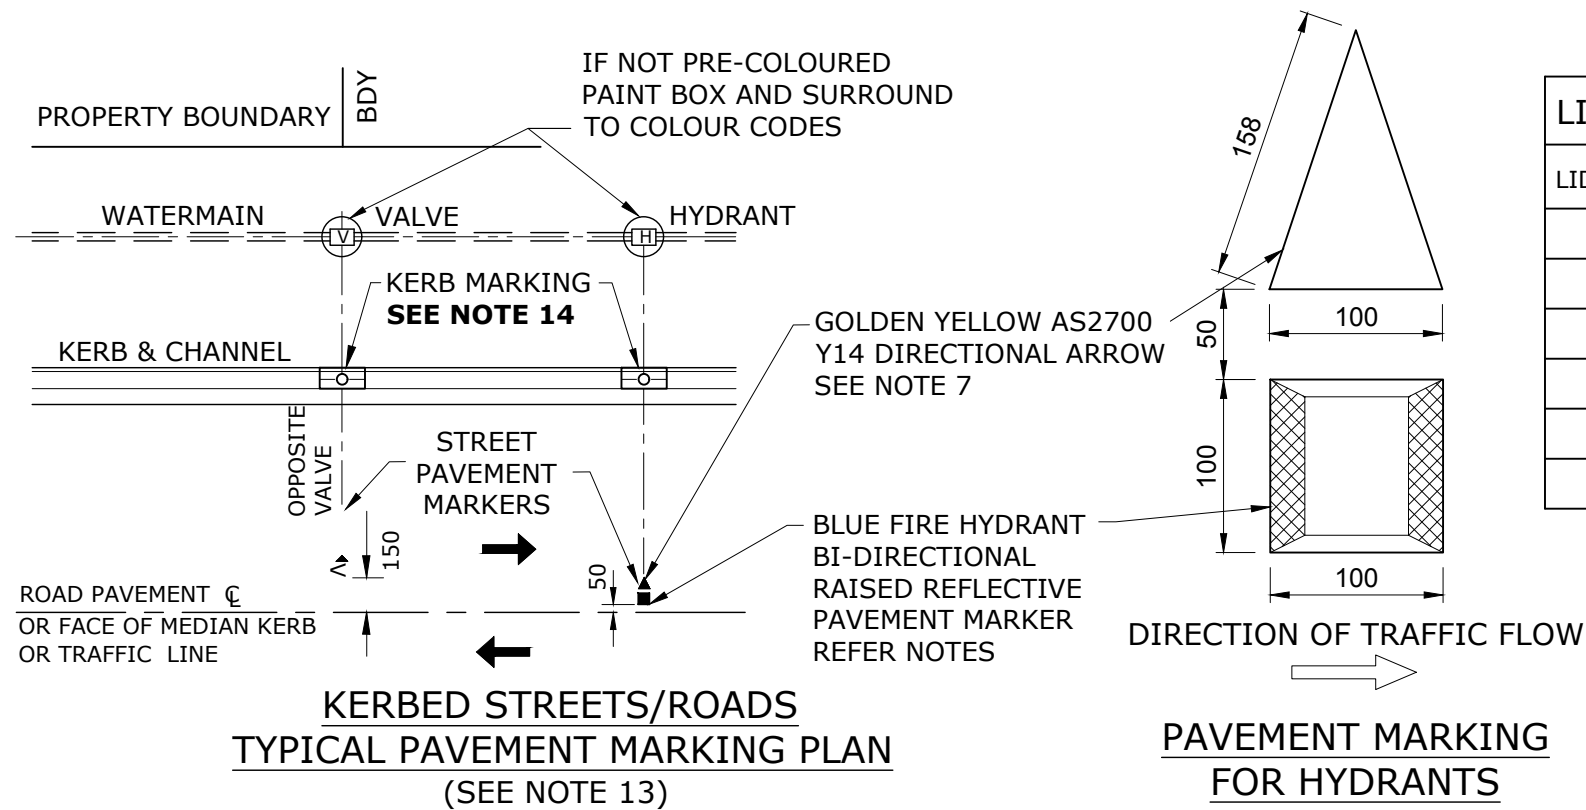 PROPERTY BOUNDARY
BDY
IF NOT PRE-COLOURED
PAINT BOX AND SURROUND
TO COLOUR CODES
WATERMAIN
V
VALVE
H
HYDRANT
KERB MARKING
SEE NOTE 14
KERB & CHANNEL
OPPOSITE
VALVE
STREET
PAVEMENT
MARKERS
150
50
V
ROAD PAVEMENT ℄
OR FACE OF MEDIAN KERB
OR TRAFFIC LINE
GOLDEN YELLOW AS2700
Y14 DIRECTIONAL ARROW
SEE NOTE 7
BLUE FIRE HYDRANT
BI-DIRECTIONAL
RAISED REFLECTIVE
PAVEMENT MARKER
REFER NOTES
KERBED STREETS/ROADS
TYPICAL PAVEMENT MARKING PLAN
(SEE NOTE 13)
158
100
50
100
100
DIRECTION OF TRAFFIC FLOW
PAVEMENT MARKING
FOR HYDRANTS